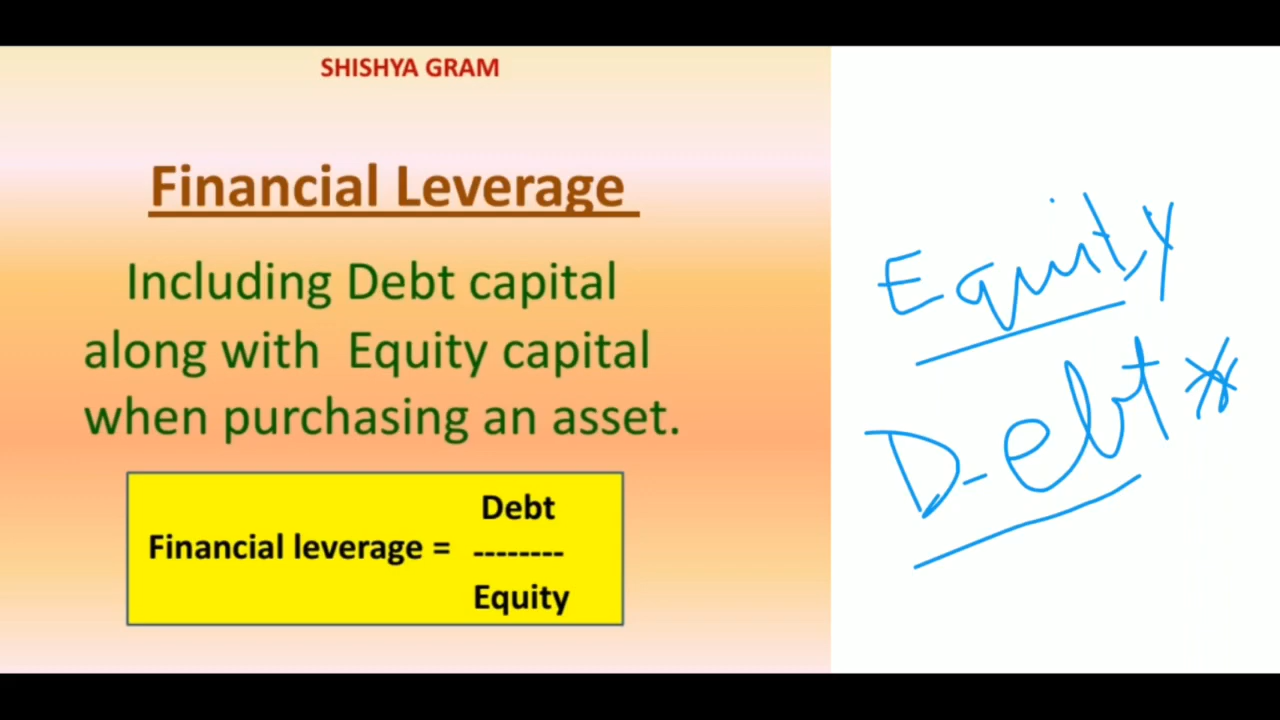 SHISHYA GRAM
Financial Leverage
Including Debt capital
along with Equity capital
when purchasing an asset.
Debt
Financial leverage = --------
Equity
Equity
Debt